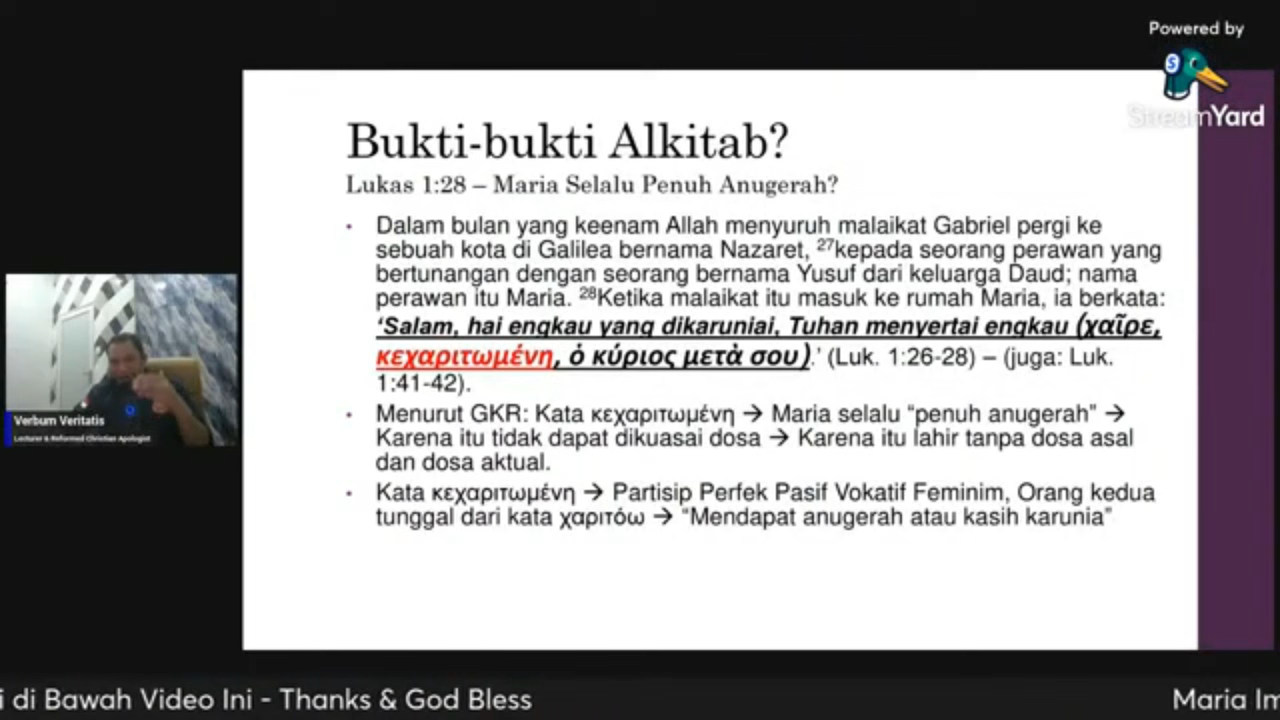 Powered by
StreamYard
Bukti-bukti Alkitab?
Lukas 1:28 – Maria Selalu Penuh Anugerah?
• Dalam bulan yang keenam Allah menyuruh malaikat Gabriel pergi ke
sebuah kota di Galilea bernama Nazaret, ²⁷kepada seorang perawan yang
bertunangan dengan seorang bernama Yusuf dari keluarga Daud; nama
perawan itu Maria. ²⁸Ketika malaikat itu masuk ke rumah Maria, ia berkata:
‘Salam, hai engkau yang dikaruniai, Tuhan menyertai engkau (χαῖρε,
κεχαριτωμένη, ὁ κύριος μετὰ σου).’ (Luk. 1:26-28) – (juga: Luk.
1:41-42).
• Menurut GKR: Kata κεχαριτωμένη → Maria selalu “penuh anugerah” →
Karena itu tidak dapat dikuasai dosa → Karena itu lahir tanpa dosa asal
dan dosa aktual.
• Kata κεχαριτωμένη → Partisip Perfek Pasif Vokatif Feminim, Orang kedua
tunggal dari kata χαριτόω → “Mendapat anugerah atau kasih karunia”
Verbum Veritatis
Lecturer & Reformed Christian Apologist
i di Bawah Video Ini - Thanks & God Bless
Maria Im